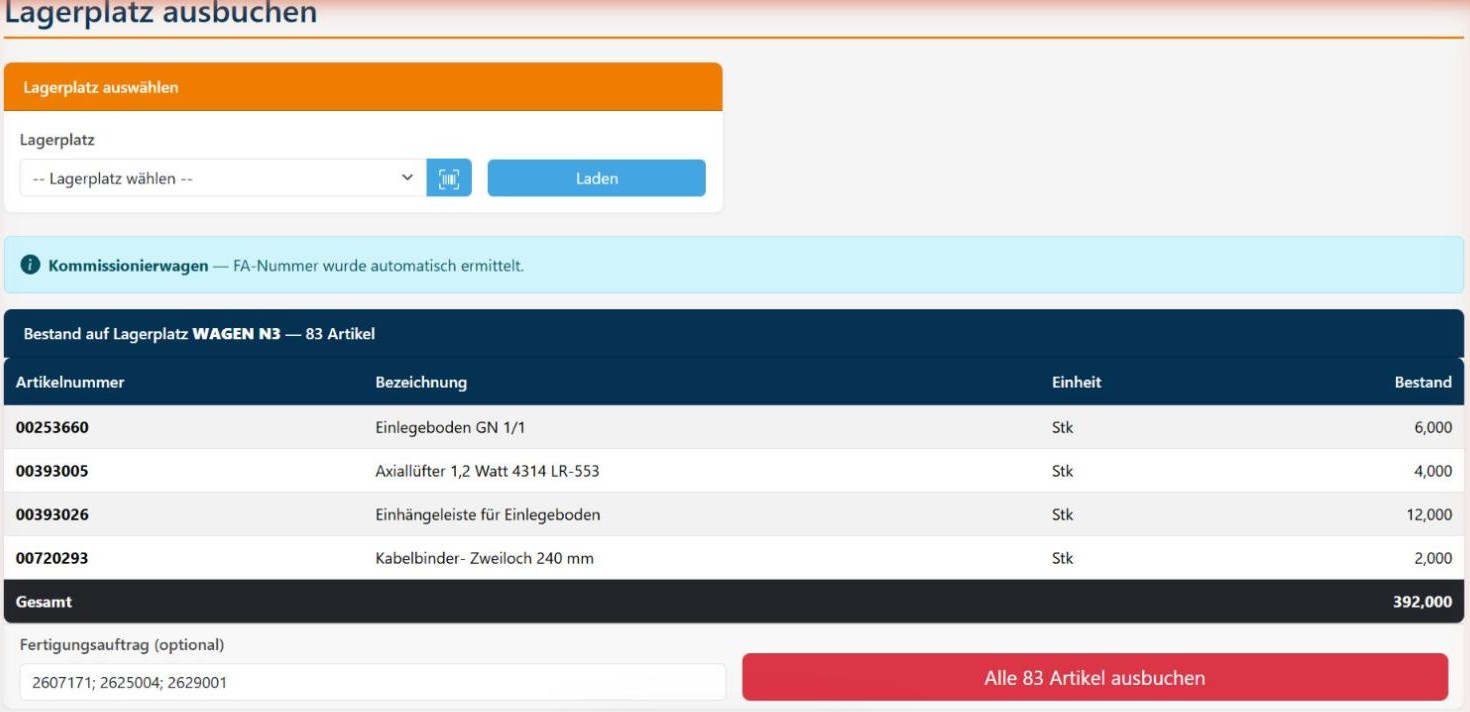 Lagerplatz ausbuchen
Lagerplatz auswählen
Lagerplatz
-- Lagerplatz wählen --
Laden
Kommissionierwagen — FA-Nummer wurde automatisch ermittelt.
Bestand auf Lagerplatz WAGEN N3 — 83 Artikel
Artikelnummer Bezeichnung Einheit Bestand
00253660 Einlegeboden GN 1/1 Stk 6,000
00393005 Axiallüfter 1,2 Watt 4314 LR-553 Stk 4,000
00393026 Einhängeleiste für Einlegeboden Stk 12,000
00720293 Kabelbinder- Zweiloch 240 mm Stk 2,000
Gesamt 392,000
Fertigungsauftrag (optional)
2607171; 2625004; 2629001
Alle 83 Artikel ausbuchen